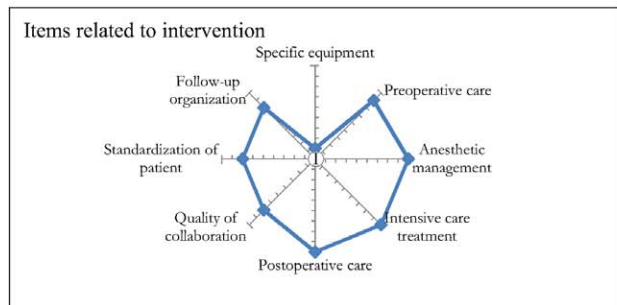 Items related to intervention
Specific equipment
Follow-up
organization
Preoperative care
Standardization of
patient
Anesthetic
management
Quality of
collaboration
Intensive care
treatment
Postoperative care